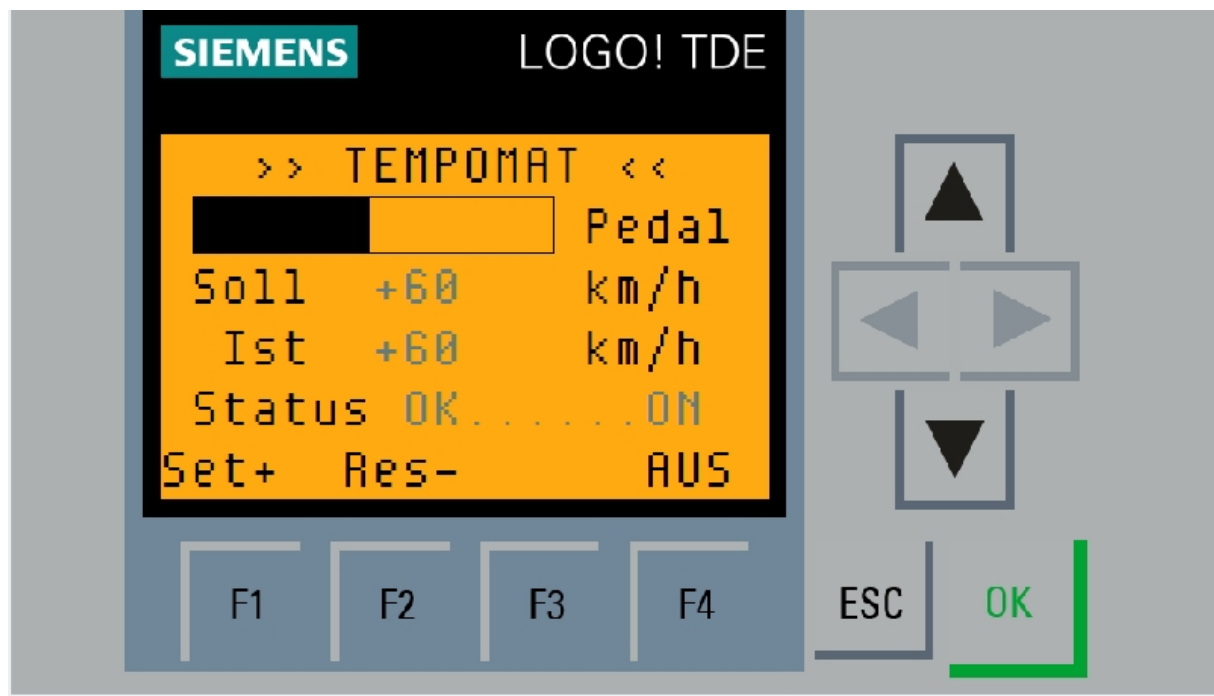 SIEMENS LOGO! TDE
>> TEMPOMAT <<
Pedal
Soll +60 km/h
Ist +60 km/h
Status OK......ON
Set+ Res- AUS
F1 F2 F3 F4 ESC OK